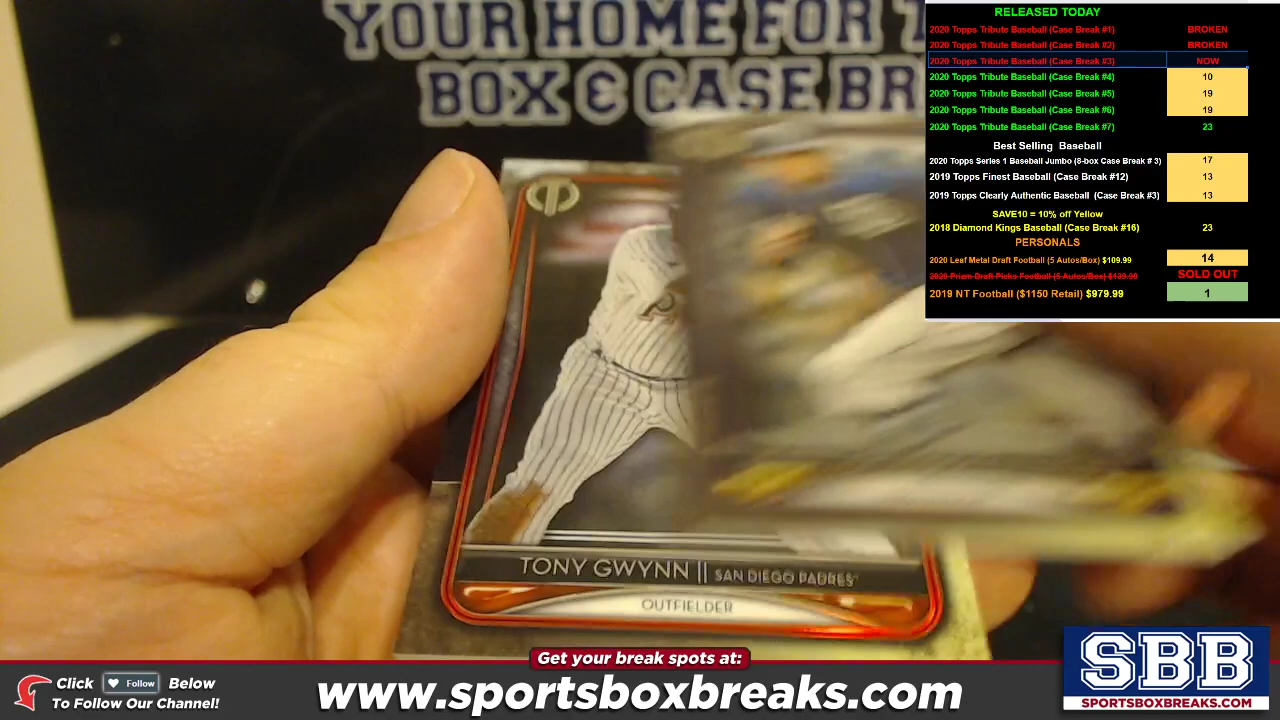 YOUR HOME FOR
BOX & CASE BR
RELEASED TODAY
2020 Topps Tribute Baseball (Case Break #1) BROKEN
2020 Topps Tribute Baseball (Case Break #2) BROKEN
2020 Topps Tribute Baseball (Case Break #3) NOW
2020 Topps Tribute Baseball (Case Break #4) 10
2020 Topps Tribute Baseball (Case Break #5) 19
2020 Topps Tribute Baseball (Case Break #6) 19
2020 Topps Tribute Baseball (Case Break #7) 23
Best Selling Baseball
2020 Topps Series 1 Baseball Jumbo (8-box Case Break # 3) 17
2019 Topps Finest Baseball (Case Break #12) 13
2019 Topps Clearly Authentic Baseball (Case Break #3) 13
SAVE10 = 10% off Yellow
2018 Diamond Kings Baseball (Case Break #16) 23
PERSONALS
2020 Leaf Metal Draft Football (5 Autos/Box) $109.99 14
2020 Prizm Draft Picks Football (5 Autos/Box) $139.99 SOLD OUT
2019 NT Football ($1150 Retail) $979.99 1
TONY GWYNN || SAN DIEGO PADRES
OUTFIELDER
Get your break spots at:
Click Follow Below
To Follow Our Channel!
www.sportsboxbreaks.com
SBB
SPORTSBOXBREAKS.COM